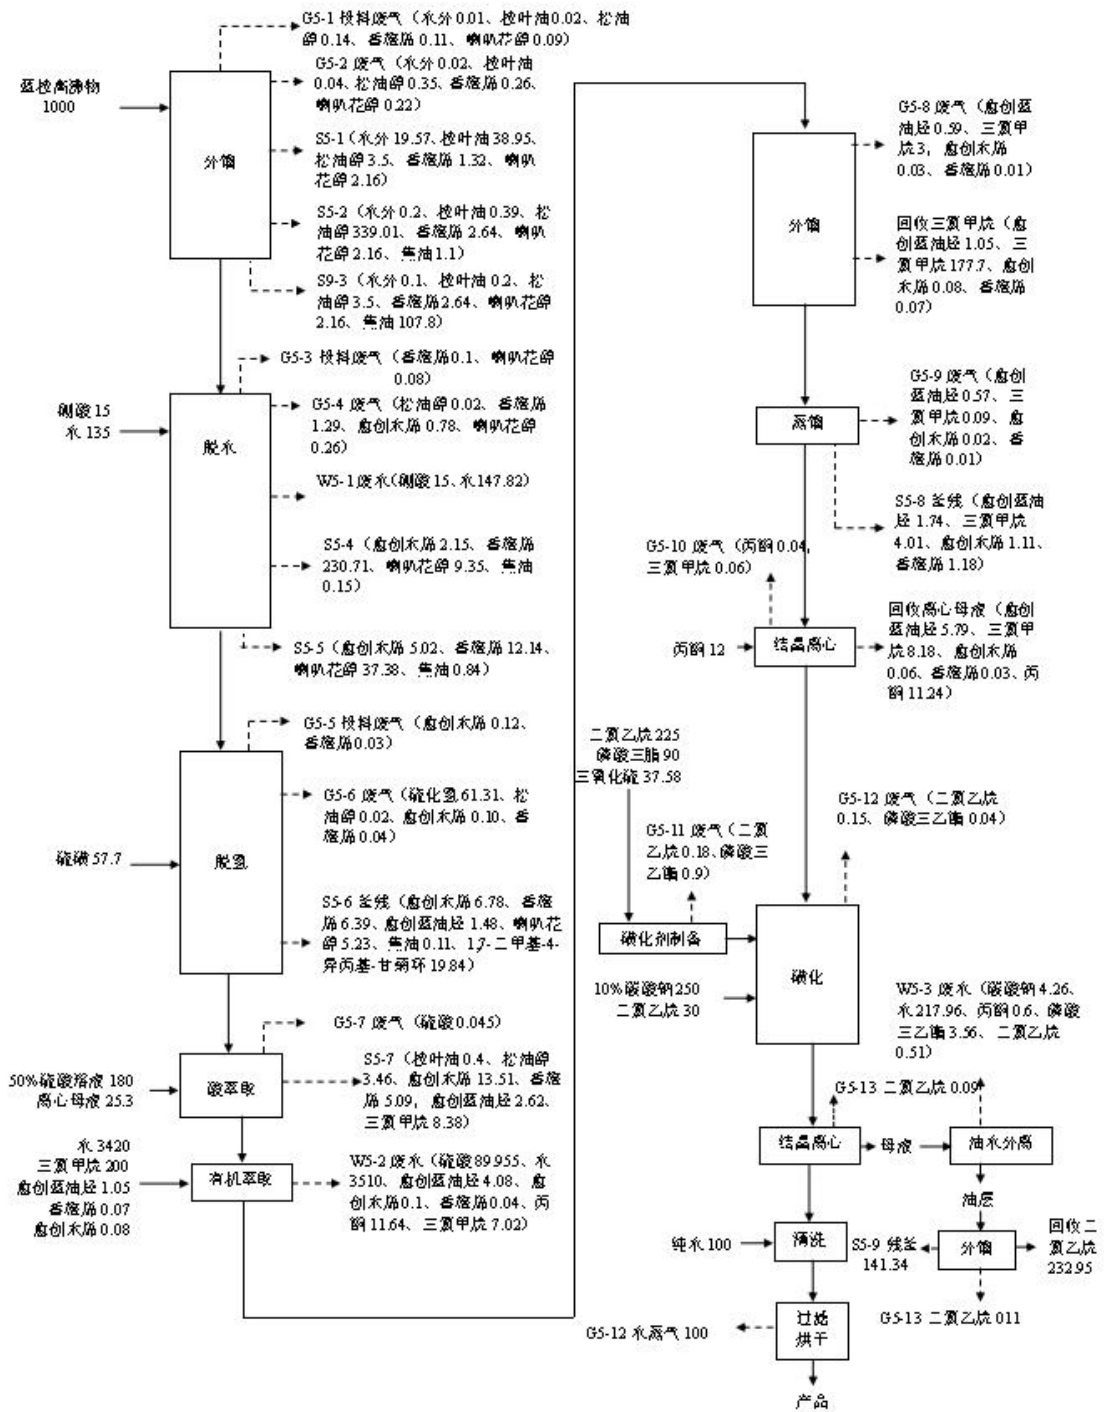 G5-1 投料废气（水分 0.01、桉叶油 0.02、松油
醇 0.14、香橙烯 0.11、喇叭花醇 0.09）
G5-2 废气（水分 0.02、桉叶油
0.04、松油醇 0.35、香橙烯 0.26、
喇叭花醇 0.22）
蓝桉高沸物
1000
分馏
S5-1（水分 19.57、桉叶油 38.95、
松油醇 3.5、香橙烯 1.32、喇叭
花醇 2.16）
S5-2（水分 0.2、桉叶油 0.39、松
油醇 339.01、香橙烯 2.64、喇叭
花醇 2.16、焦油 1.1）
S9-3（水分 0.1、桉叶油 0.2、松
油醇 3.5、香橙烯 2.64、喇叭花醇
2.16、焦油 107.8）
G5-3 投料废气（香橙烯 0.1、喇叭花醇
0.08）
硼酸 15
水 135
脱水
G5-4 废气（松油醇 0.02、香橙烯
1.29、愈创木烯 0.78、喇叭花醇
0.26）
W5-1 废水（硼酸 15、水 147.82）
S5-4（愈创木烯 2.15、香橙烯
230.71、喇叭花醇 9.35、焦油
0.15）
S5-5（愈创木烯 5.02、香橙烯 12.14、
喇叭花醇 37.38、焦油 0.84）
G5-5 投料废气（愈创木烯 0.12、
香橙烯 0.03）
G5-6 废气（硫化氢 61.31、松
油醇 0.02、愈创木烯 0.10、香
橙烯 0.04）
硫磺 57.7
脱氢
S5-6 釜残（愈创木烯 6.78、香橙
烯 6.39、愈创蓝油烃 1.48、喇叭花
醇 5.23、焦油 0.11、1,7-二甲基-4-
异丙基-甘菊环 19.84）
G5-7 废气（硫酸 0.045）
50%硫酸溶液 180
离心母液 25.3
酸萃取
S5-7（桉叶油 0.4、松油醇
3.46、愈创木烯 13.51、香橙
烯 5.09，愈创蓝油烃 2.62、
三氯甲烷 8.38）
水 3420
三氯甲烷 200
愈创蓝油烃 1.05
香橙烯 0.07
愈创木烯 0.08
有机萃取
W5-2 废水（硫酸 89.955、水
3510、愈创蓝油烃 4.08、愈
创木烯 0.1、香橙烯 0.04、丙
酮 11.64、三氯甲烷 7.02）
分馏
G5-8 废气（愈创蓝
油烃 0.59、三氯甲
烷 3，愈创木烯
0.03、香橙烯 0.01）
回收三氯甲烷（愈
创蓝油烃 1.05、三
氯甲烷 177.7、愈创
木烯 0.08、香橙烯
0.07）
蒸馏
G5-9 废气（愈创
蓝油烃 0.57、三
氯甲烷 0.09、愈
创木烯 0.02、香
橙烯 0.01）
S5-8 釜残（愈创蓝油
烃 1.74、三氯甲烷
4.01、愈创木烯 1.11、
香橙烯 1.18）
G5-10 废气（丙酮 0.04，
三氯甲烷 0.06）
丙酮 12
结晶离心
回收离心母液（愈创
蓝油烃 5.79、三氯甲
烷 8.18、愈创木烯
0.06、香橙烯 0.03、丙
酮 11.24）
二氯乙烷 225
磷酸三脂 90
三氧化硫 37.58
G5-11 废气（二氯
乙烷 0.18、磷酸三
乙酯 0.9）
G5-12 废气（二氯乙烷
0.15、磷酸三乙酯 0.04）
磺化剂制备
磺化
10%碳酸钠 250
二氯乙烷 30
W5-3 废水（碳酸钠 4.26、
水 217.96、丙酮 0.6、磷酸
三乙酯 3.56、二氯乙烷
0.51）
G5-13 二氯乙烷 0.09
结晶离心
母液
油水分离
油层
纯水 100
清洗
S5-9 残釜
141.34
分馏
回收二
氯乙烷
232.95
G5-13 二氯乙烷 011
G5-12 水蒸气 100
过滤
烘干
产品